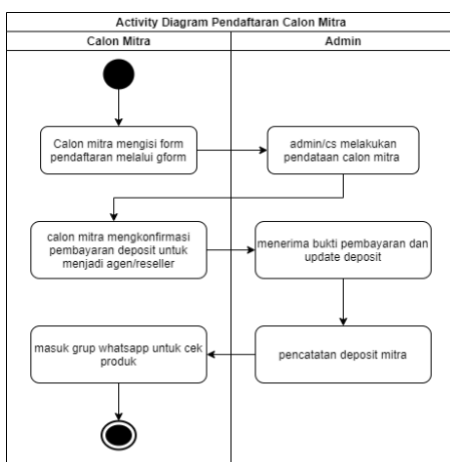 Activity Diagram Pendaftaran Calon Mitra
Calon Mitra
Admin
Calon mitra mengisi form
pendaftaran melalui gform
admin/cs melakukan
pendataan calon mitra
calon mitra mengkonfirmasi
pembayaran deposit untuk
menjadi agen/reseller
menerima bukti pembayaran dan
update deposit
masuk grup whatsapp untuk cek
produk
pencatatan deposit mitra